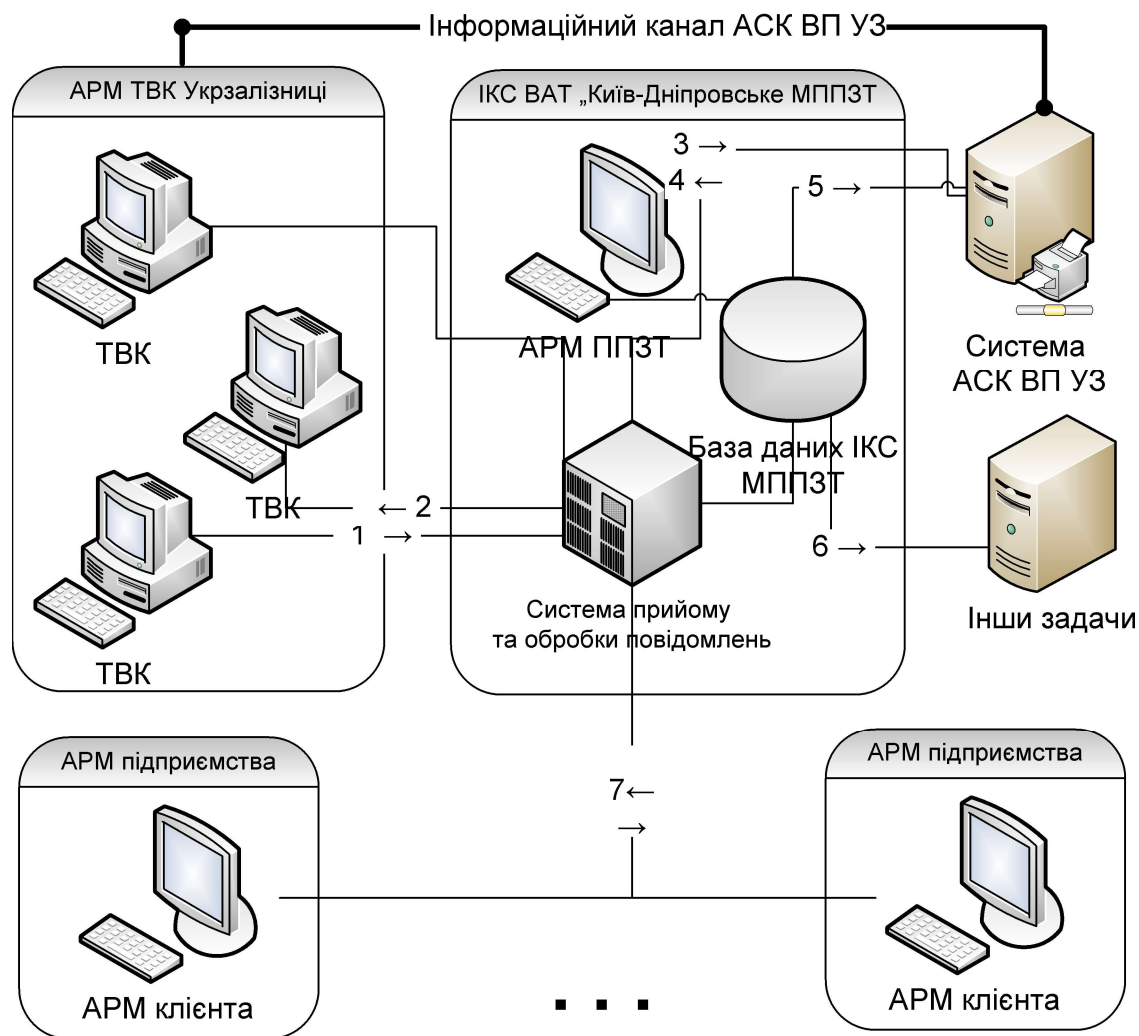 Інформаційний канал АСК ВП УЗ
АРМ ТВК Укрзалізниці
ІКС ВАТ „Київ-Дніпровське МППЗТ
3 →
4 ←
5 →
ТВК
АРМ ППЗТ
Система
АСК ВП УЗ
База даних ІКС
МППЗТ
ТВК
← 2
1 →
6 →
Система прийому
та обробки повідомлень
Інши задачи
ТВК
АРМ підприємства
АРМ підприємства
7←
→
АРМ клієнта
. . .
АРМ клієнта